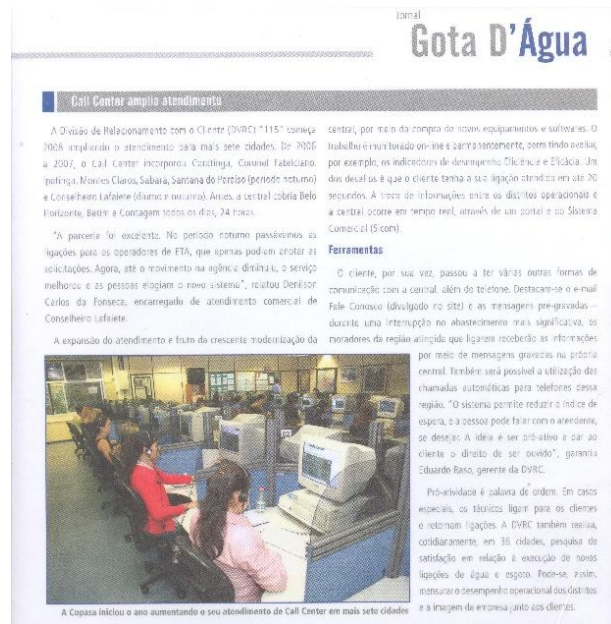 Jornal
Gota D'Água
Call Center amplia atendimento
A Divisão de Relacionamento com o Cliente (DVRC) "115" começa
2008 ampliando o atendimento para mais sete cidades. De 2006
a 2007, o Call Center incorporou Caratinga, Coronel Fabriciano,
Ipatinga, Montes Claros, Sabará, Santana do Paraíso (período noturno)
e Conselheiro Lafaiete (diurno e noturno). Antes, a central cobria Belo
Horizonte, Betim e Contagem todos os dias, 24 horas.
"A parceria foi excelente. No período noturno passávamos as
ligações para os operadores de ETA, que apenas podiam anotar as
solicitações. Agora, até o movimento na agência diminuiu, o serviço
melhorou e as pessoas elogiam o novo sistema", relatou Denilson
Carlos da Fonseca, encarregado de atendimento comercial de
Conselheiro Lafaiete.
A expansão do atendimento é fruto da crescente modernização da
central, por meio da compra de novos equipamentos e softwares. O
trabalho é monitorado on-line e permanentemente, permitindo avaliar,
por exemplo, os indicadores de desempenho Eficiência e Eficácia. Um
dos desafios é que o cliente tenha a sua ligação atendida em até 20
segundos. A troca de informações entre os distritos operacionais e
a central ocorre em tempo real, através de um portal e do Sistema
Comercial (Sicom).
Ferramentas
O cliente, por sua vez, passou a ter várias outras formas de
comunicação com a central, além do telefone. Destacam-se o e-mail
Fale Conosco (divulgado no site) e as mensagens pré-gravadas –
durante uma interrupção no abastecimento mais significativa, os
moradores da região atingida que ligarem receberão as informações
por meio de mensagens gravadas na própria
central. Também será possível a utilização das
chamadas automáticas para telefones dessa
região. "O sistema permite reduzir o índice de
espera, e a pessoa pode falar com o atendente,
se desejar. A idéia é ser pró-ativo e dar ao
cliente o direito de ser ouvido", garantiu
Eduardo Raso, gerente da DVRC.
Pró-atividade é palavra de ordem. Em casos
especiais, os técnicos ligam para os clientes
e retornam ligações. A DVRC também realiza,
cotidianamente, em 36 cidades, pesquisa de
satisfação em relação à execução de novas
ligações de água e esgoto. Pode-se, assim,
mensurar o desempenho operacional dos distritos
e a imagem da empresa junto aos clientes.
A Copasa iniciou o ano aumentando o seu atendimento de Call Center em mais sete cidades